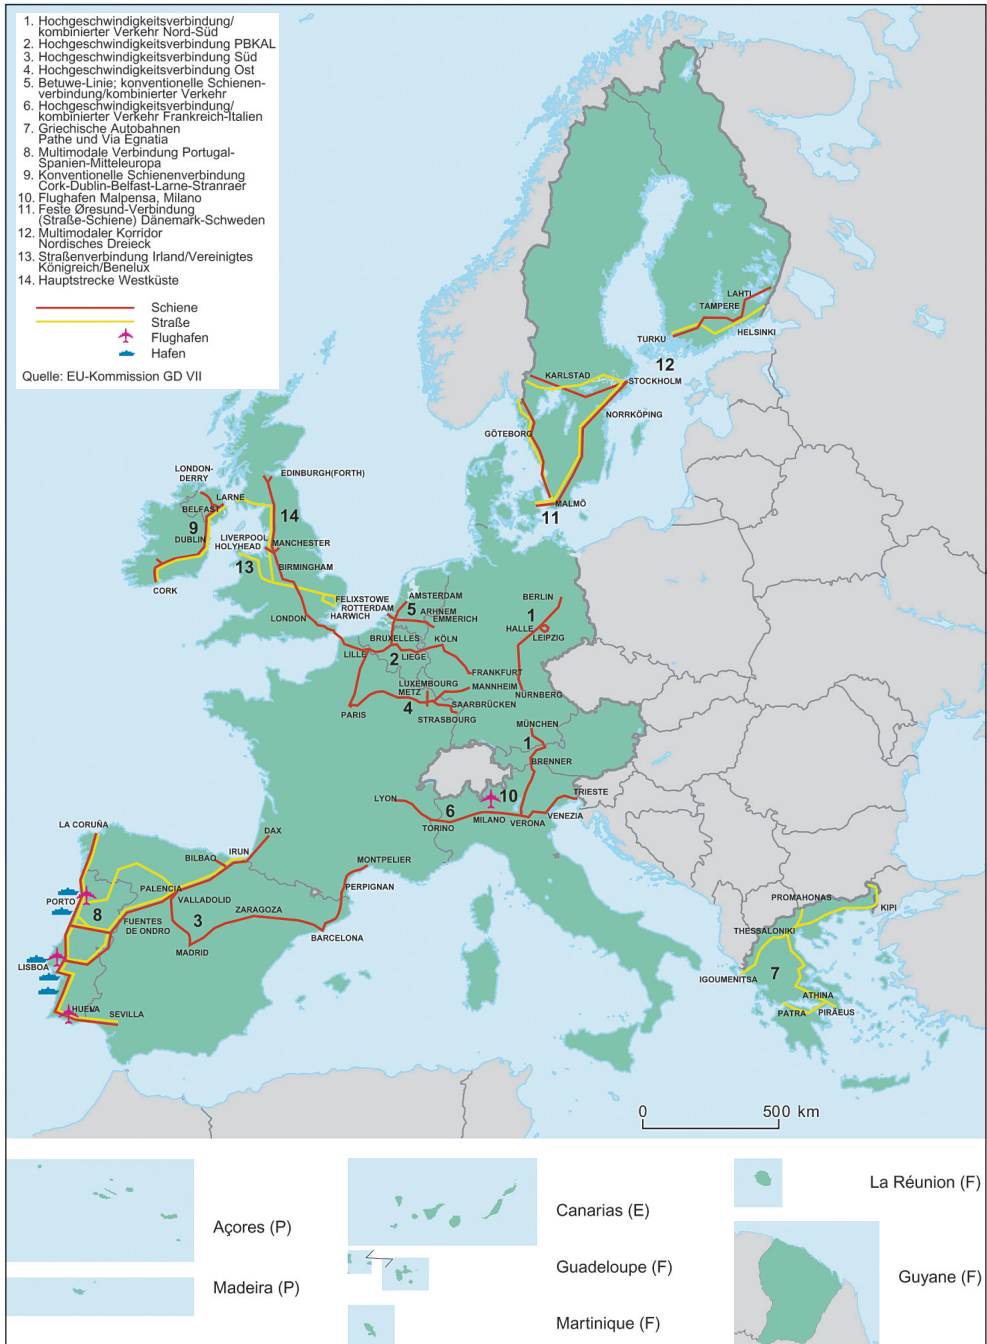 1. Hochgeschwindigkeitsverbindung/
kombinierter Verkehr Nord-Süd
2 Hochgeschwindigkeitsverbindung PBKAL
3 Hochgeschwindigkeitsverbindung Süd
4 Hochgeschwindigkeitsverbindung Ost
5 Betuwe-Linie; konventionelle Schienen-
verbindung/kombinierter Verkehr
6 Hochgeschwindigkeitsverbindung/
kombinierter Verkehr Frankreich-Italien
7. Griechische Autobahnen
Pathe und Via Egnatia
8 Multimodale Verbindung Portugal-
Spanien-Mitteleuropa
9 Konventionelle Schienenverbindung
Cork-Dublin-Belfast-Larne-Stranraer
10. Flughafen Malpensa, Milano
11. Feste Øresund-Verbindung
(Straße-Schiene) Dänemark-Schweden
12 Multimodaler Korridor
Nordisches Dreieck
13. Straßenverbindung Irland/Vereinigtes
Königreich/Benelux
14. Hauptstrecke Westküste
Schiene
Straße
Flughafen
Hafen
Quelle: EU-Kommission GD VII
LAHTI
TAMPERE
TURKU
HELSINKI
12
KARLSTAD
STOCKHOLM
NORRKÖPING
GÖTEBORG
MALMÖ
11
LONDON-
DERRY
EDINBURGH(FORTH)
LARNE
BELFAST
14
9
DUBLIN
LIVERPOOL
HOLYHEAD
MANCHESTER
13
BIRMINGHAM
CORK
FELIXSTOWE
ROTTERDAM
HARWICH
LONDON
AMSTERDAM
5
ARHNEM
EMMERICH
BERLIN
1
HALLE
LEIPZIG
BRUXELLES
KÖLN
LILLE
2
LIEGE
FRANKFURT
LUXEMBOURG
MANNHEIM
METZ
NÜRNBERG
4
SAARBRÜCKEN
PARIS
STRASBOURG
MÜNCHEN
1
BRENNER
LYON
10
TRIESTE
6
TORINO
MILANO
VERONA
VENEZIA
LA CORUÑA
DAX
BILBAO
IRUN
MONTPELIER
PALENCIA
PERPIGNAN
PORTO
8
VALLADOLID
FUENTES
DE ONDRO
3
ZARAGOZA
BARCELONA
MADRID
LISBOA
SEVILLA
PROMAHONAS
KIPI
THESSALONIKI
IGOUMENITSA
7
ATHINA
PATRA
PIRÄEUS
0
500 km
Açores (P)
Madeira (P)
Canarias (E)
Guadeloupe (F)
Martinique (F)
La Réunion (F)
Guyane (F)